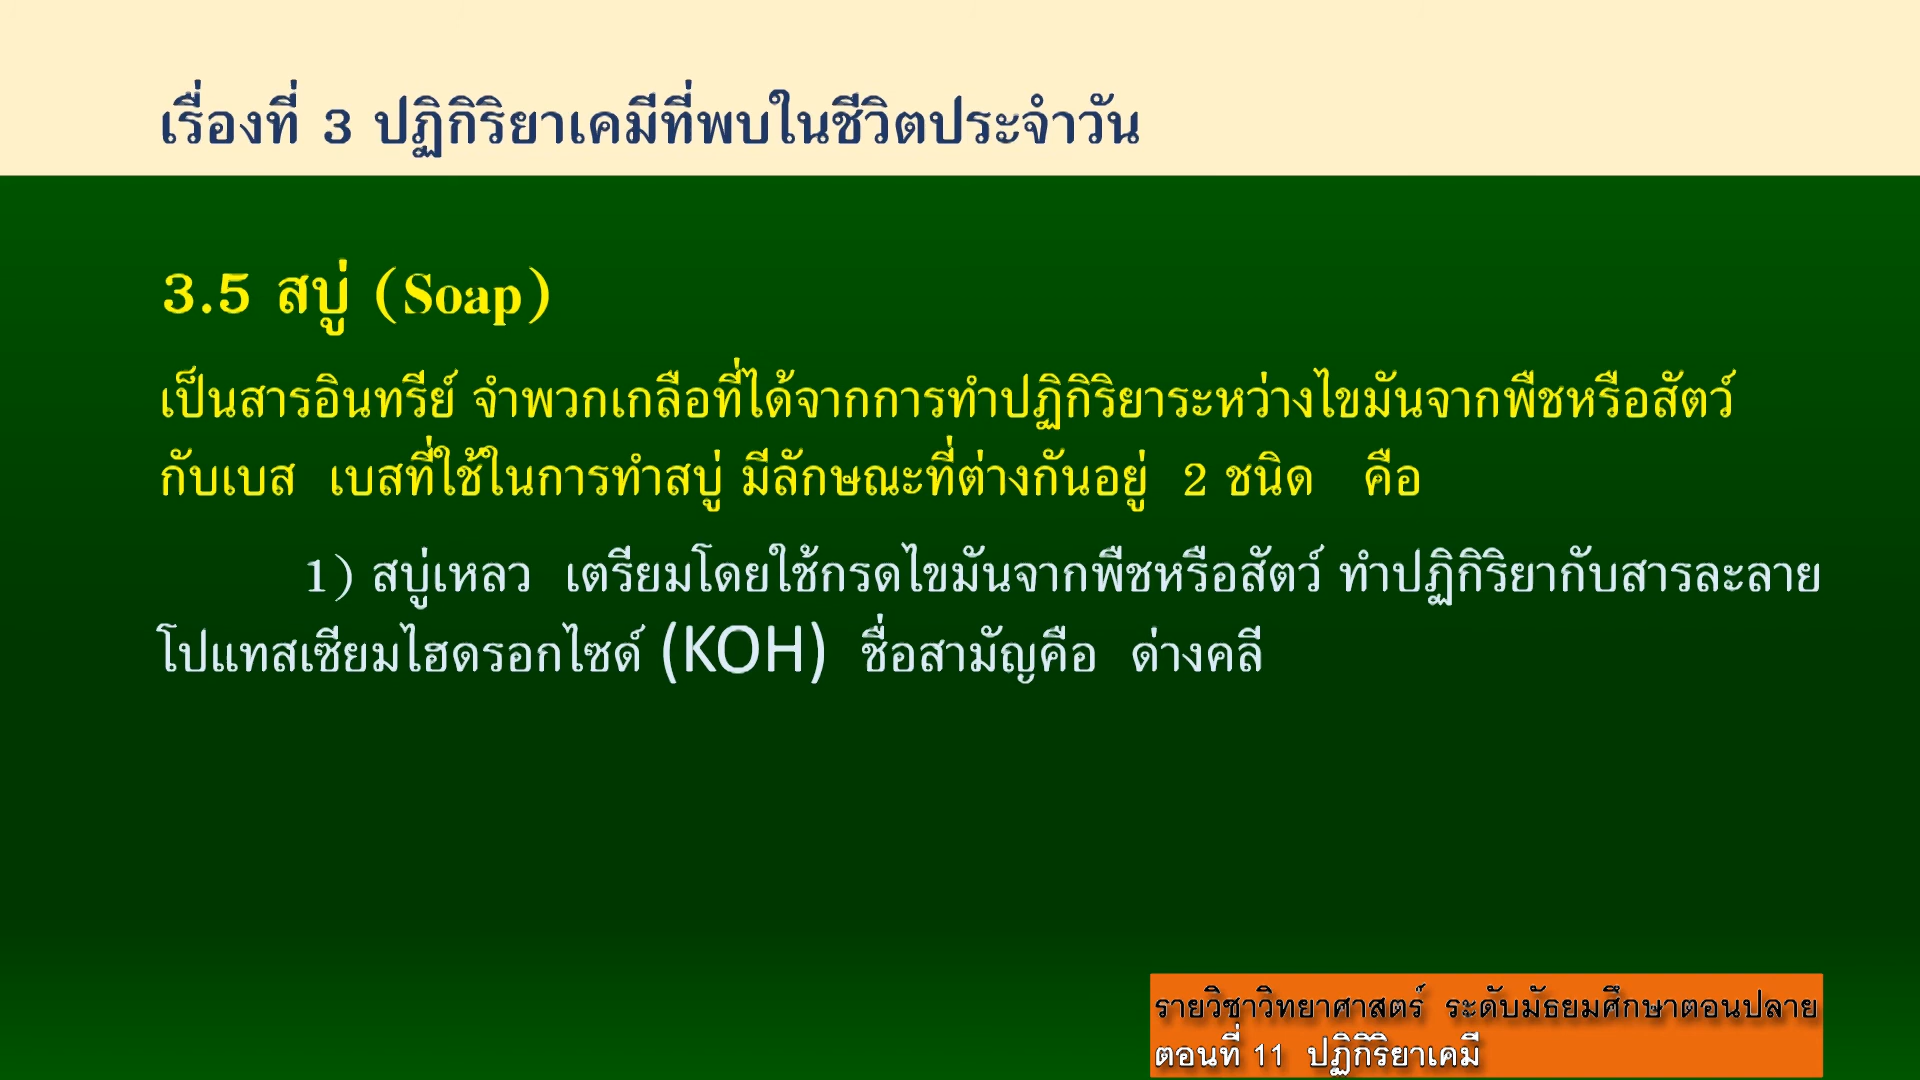 เรื่องที่ 3 ปฏิกิริยาเคมีที่พบในชีวิตประจำวัน
3.5 สบู่ (Soap)
เป็นสารอินทรีย์ จำพวกเกลือที่ได้จากการทำปฏิกิริยาระหว่างไขมันจากพืชหรือสัตว์
กับเบส เบสที่ใช้ในการทำสบู่ มีลักษณะที่ต่างกันอยู่ 2 ชนิด คือ
1) สบู่เหลว เตรียมโดยใช้กรดไขมันจากพืชหรือสัตว์ ทำปฏิกิริยากับสารละลาย
โปแทสเซียมไฮดรอกไซด์ (KOH) ชื่อสามัญคือ ด่างคลี
รายวิชาวิทยาศาสตร์ ระดับมัธยมศึกษาตอนปลาย
ตอนที่ 11 ปฏิกิริยาเคมี